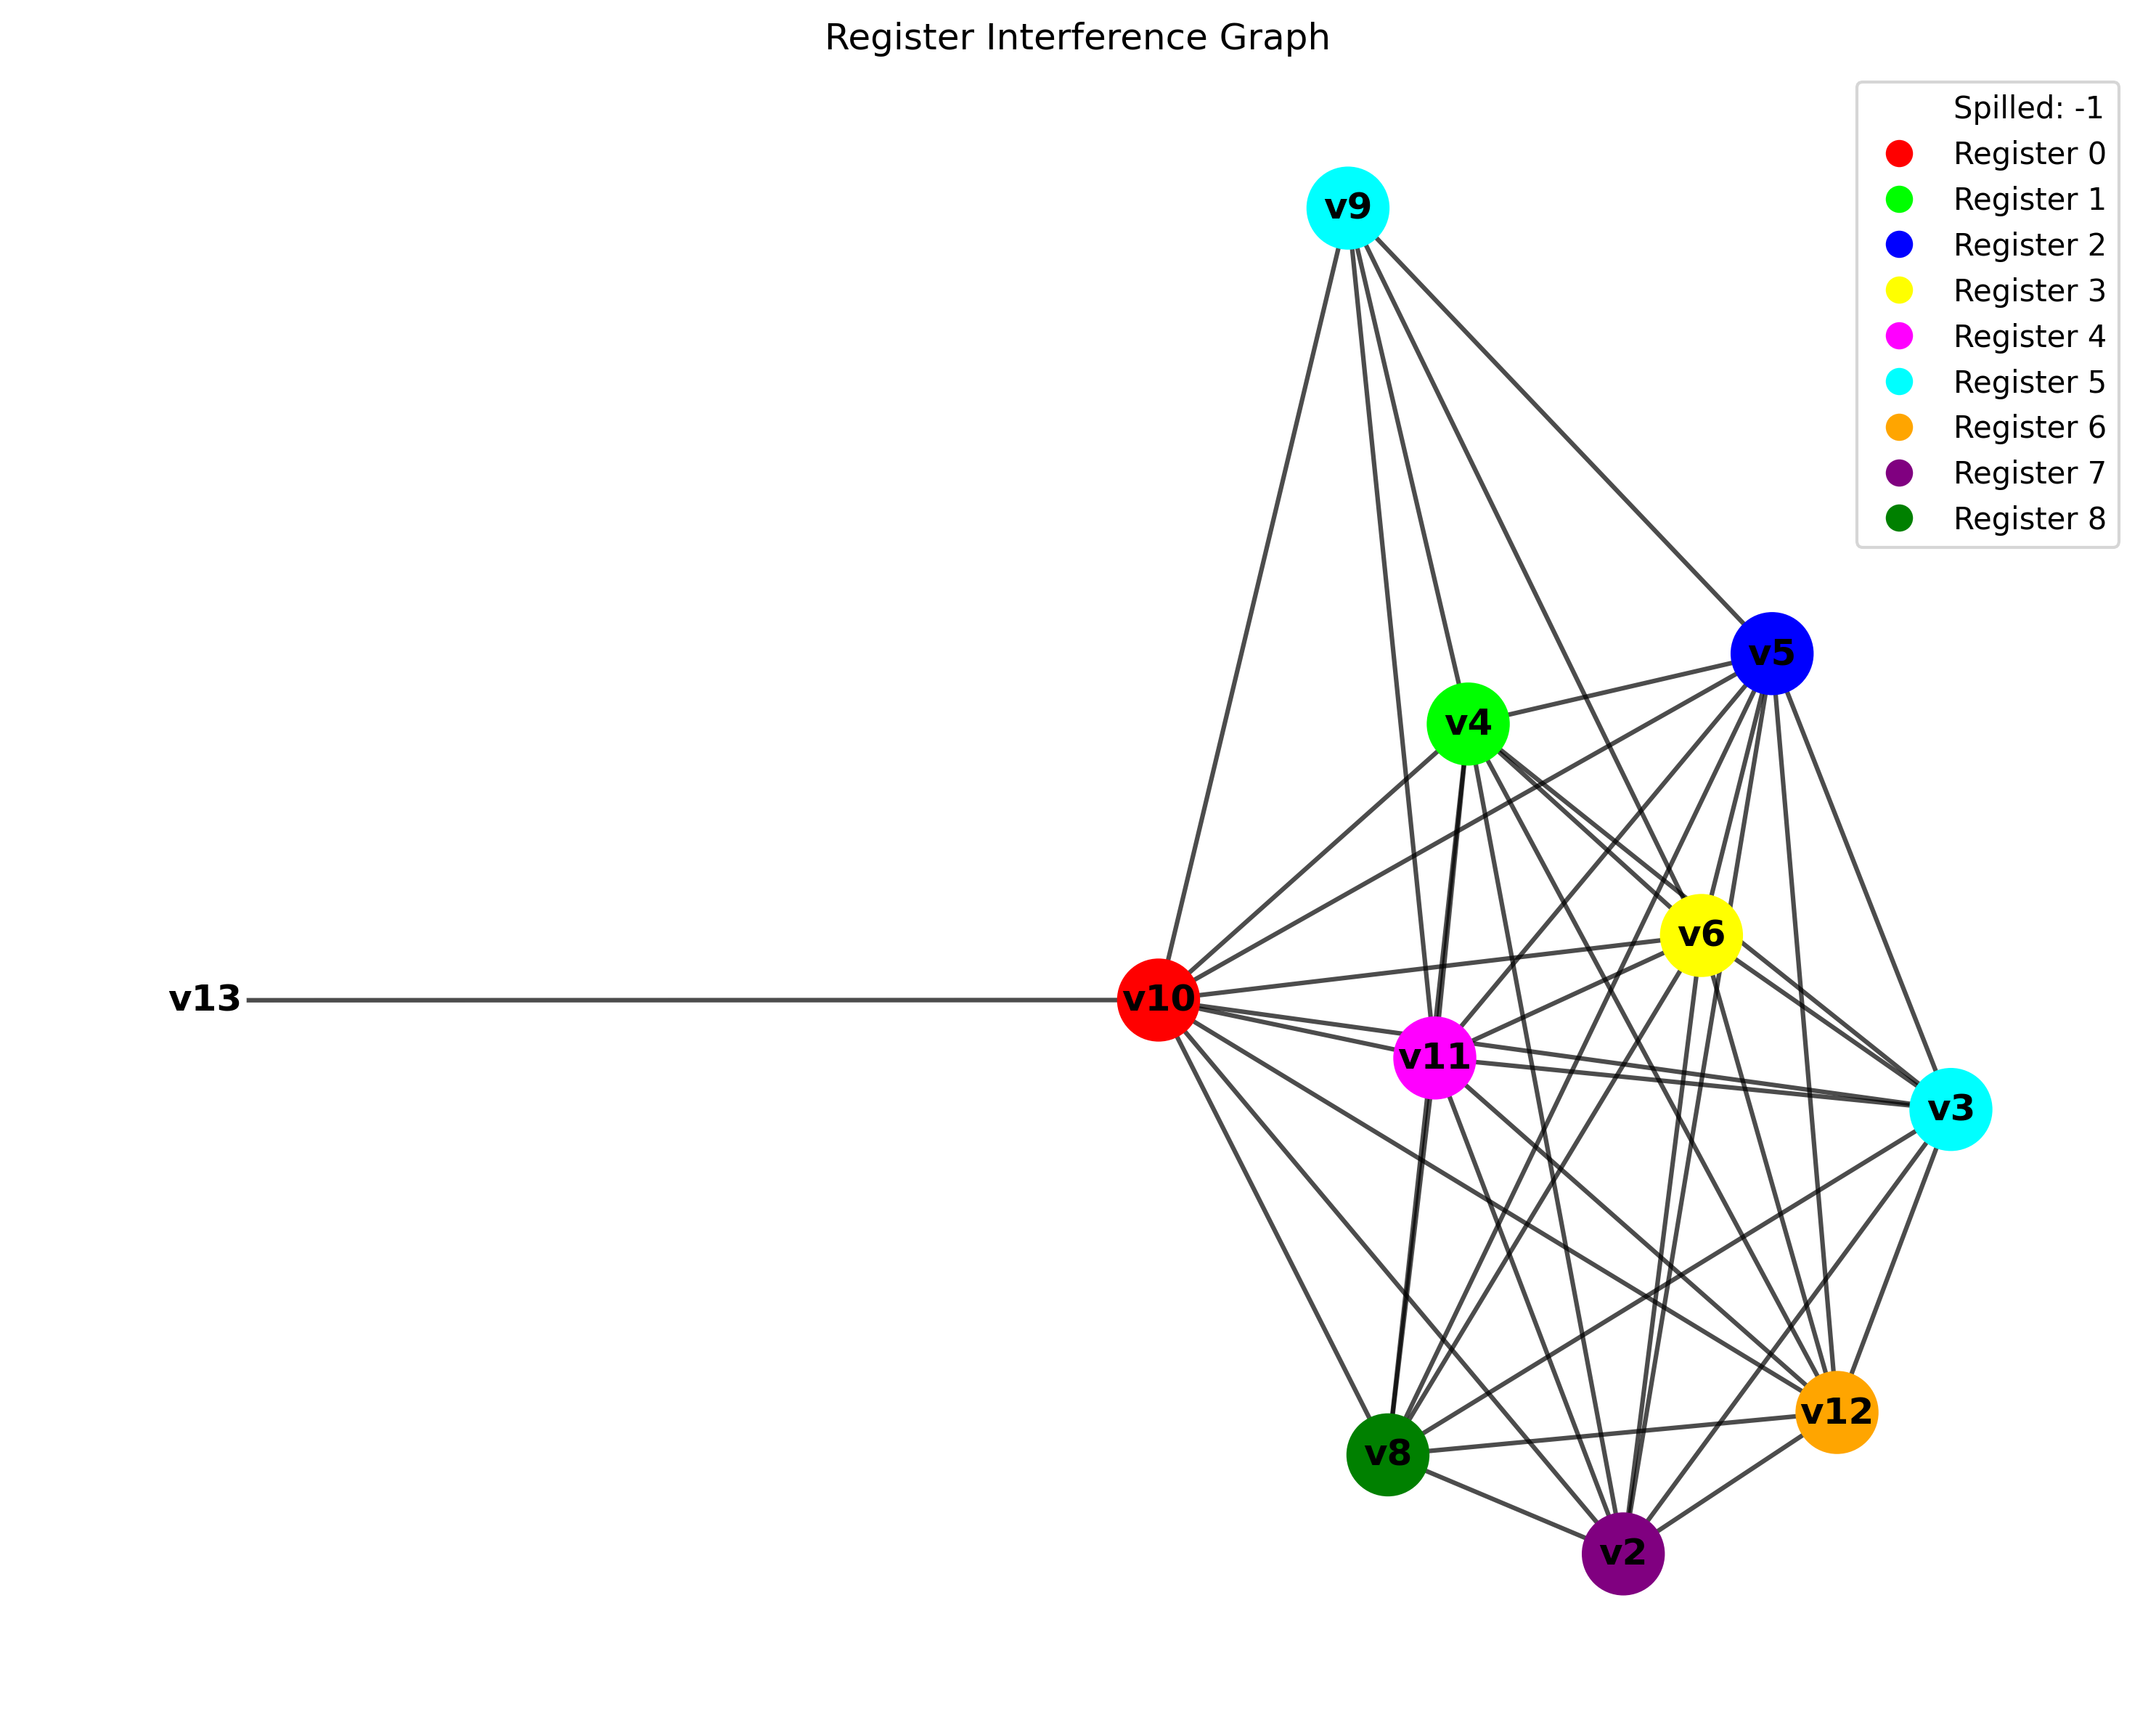 Register Interference Graph
Spilled: -1
Register 0
Register 1
Register 2
Register 3
Register 4
Register 5
Register 6
Register 7
Register 8
v9
v5
v4
v6
v13
v10
v11
v3
v12
v8
v2